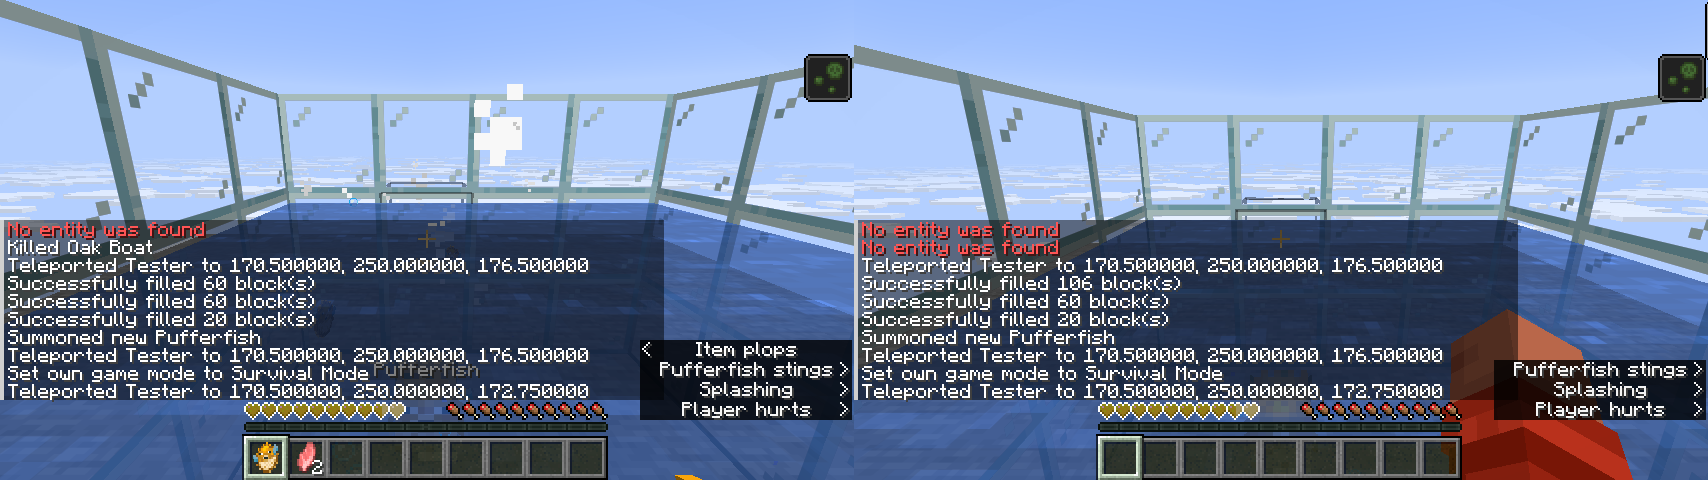 No entity was found
Killed Oak Boat
Teleported Tester to 170.500000, 250.000000, 176.500000
Successfully filled 60 block(s)
Successfully filled 60 block(s)
Successfully filled 20 block(s)
Summoned new Pufferfish
Teleported Tester to 170.500000, 250.000000, 176.500000
Set own game mode to Survival Mode
Pufferfish
Teleported Tester to 170.500000, 250.000000, 172.750000
< Item plops
Pufferfish stings >
Splashing >
Player hurts >
2
No entity was found
No entity was found
Teleported Tester to 170.500000, 250.000000, 176.500000
Successfully filled 106 block(s)
Successfully filled 60 block(s)
Successfully filled 20 block(s)
Summoned new Pufferfish
Teleported Tester to 170.500000, 250.000000, 176.500000
Set own game mode to Survival Mode
Teleported Tester to 170.500000, 250.000000, 172.750000
Pufferfish stings >
Splashing >
Player hurts >